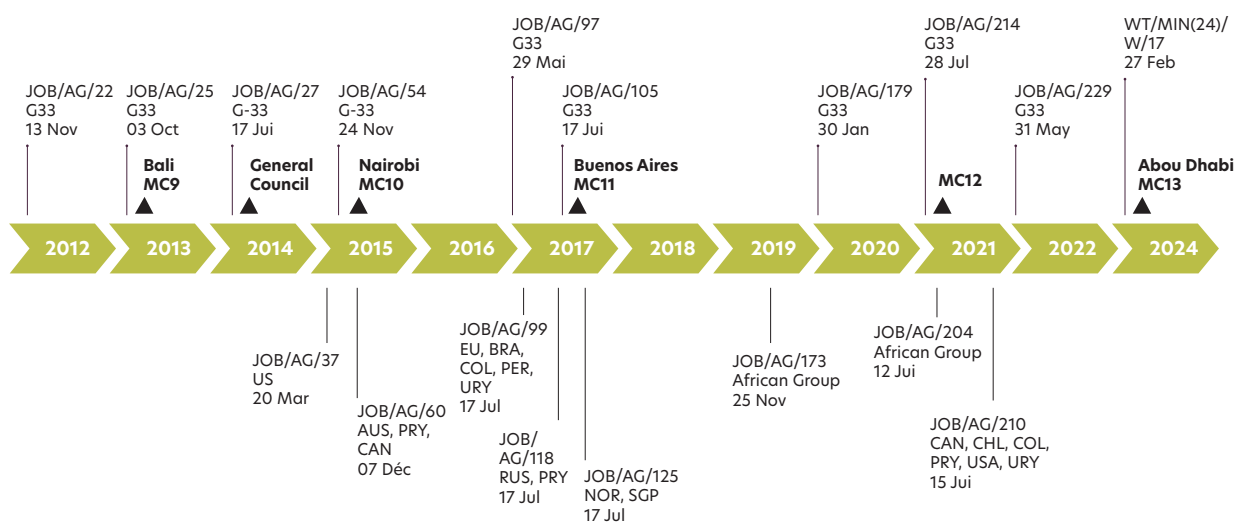 JOB/AG/97
G33
29 Mai
JOB/AG/214
G33
28 Jul
WT/MIN(24)/
W/17
27 Feb
JOB/AG/22
G33
13 Nov
JOB/AG/25
G33
03 Oct
JOB/AG/27
G-33
17 Jui
JOB/AG/54
G-33
24 Nov
JOB/AG/105
G33
17 Jui
JOB/AG/179
G33
30 Jan
JOB/AG/229
G33
31 May
Bali
MC9
General
Council
Nairobi
MC10
Buenos Aires
MC11
MC12
Abou Dhabi
MC13
2012
2013
2014
2015
2016
2017
2018
2019
2020
2021
2022
2024
JOB/AG/37
US
20 Mar
JOB/AG/60
AUS, PRY,
CAN
07 Déc
JOB/AG/99
EU, BRA,
COL, PER,
URY
17 Jul
JOB/
AG/118
RUS, PRY
17 Jul
JOB/AG/125
NOR, SGP
17 Jul
JOB/AG/173
African Group
25 Nov
JOB/AG/204
African Group
12 Jui
JOB/AG/210
CAN, CHL, COL,
PRY, USA, URY
15 Jui